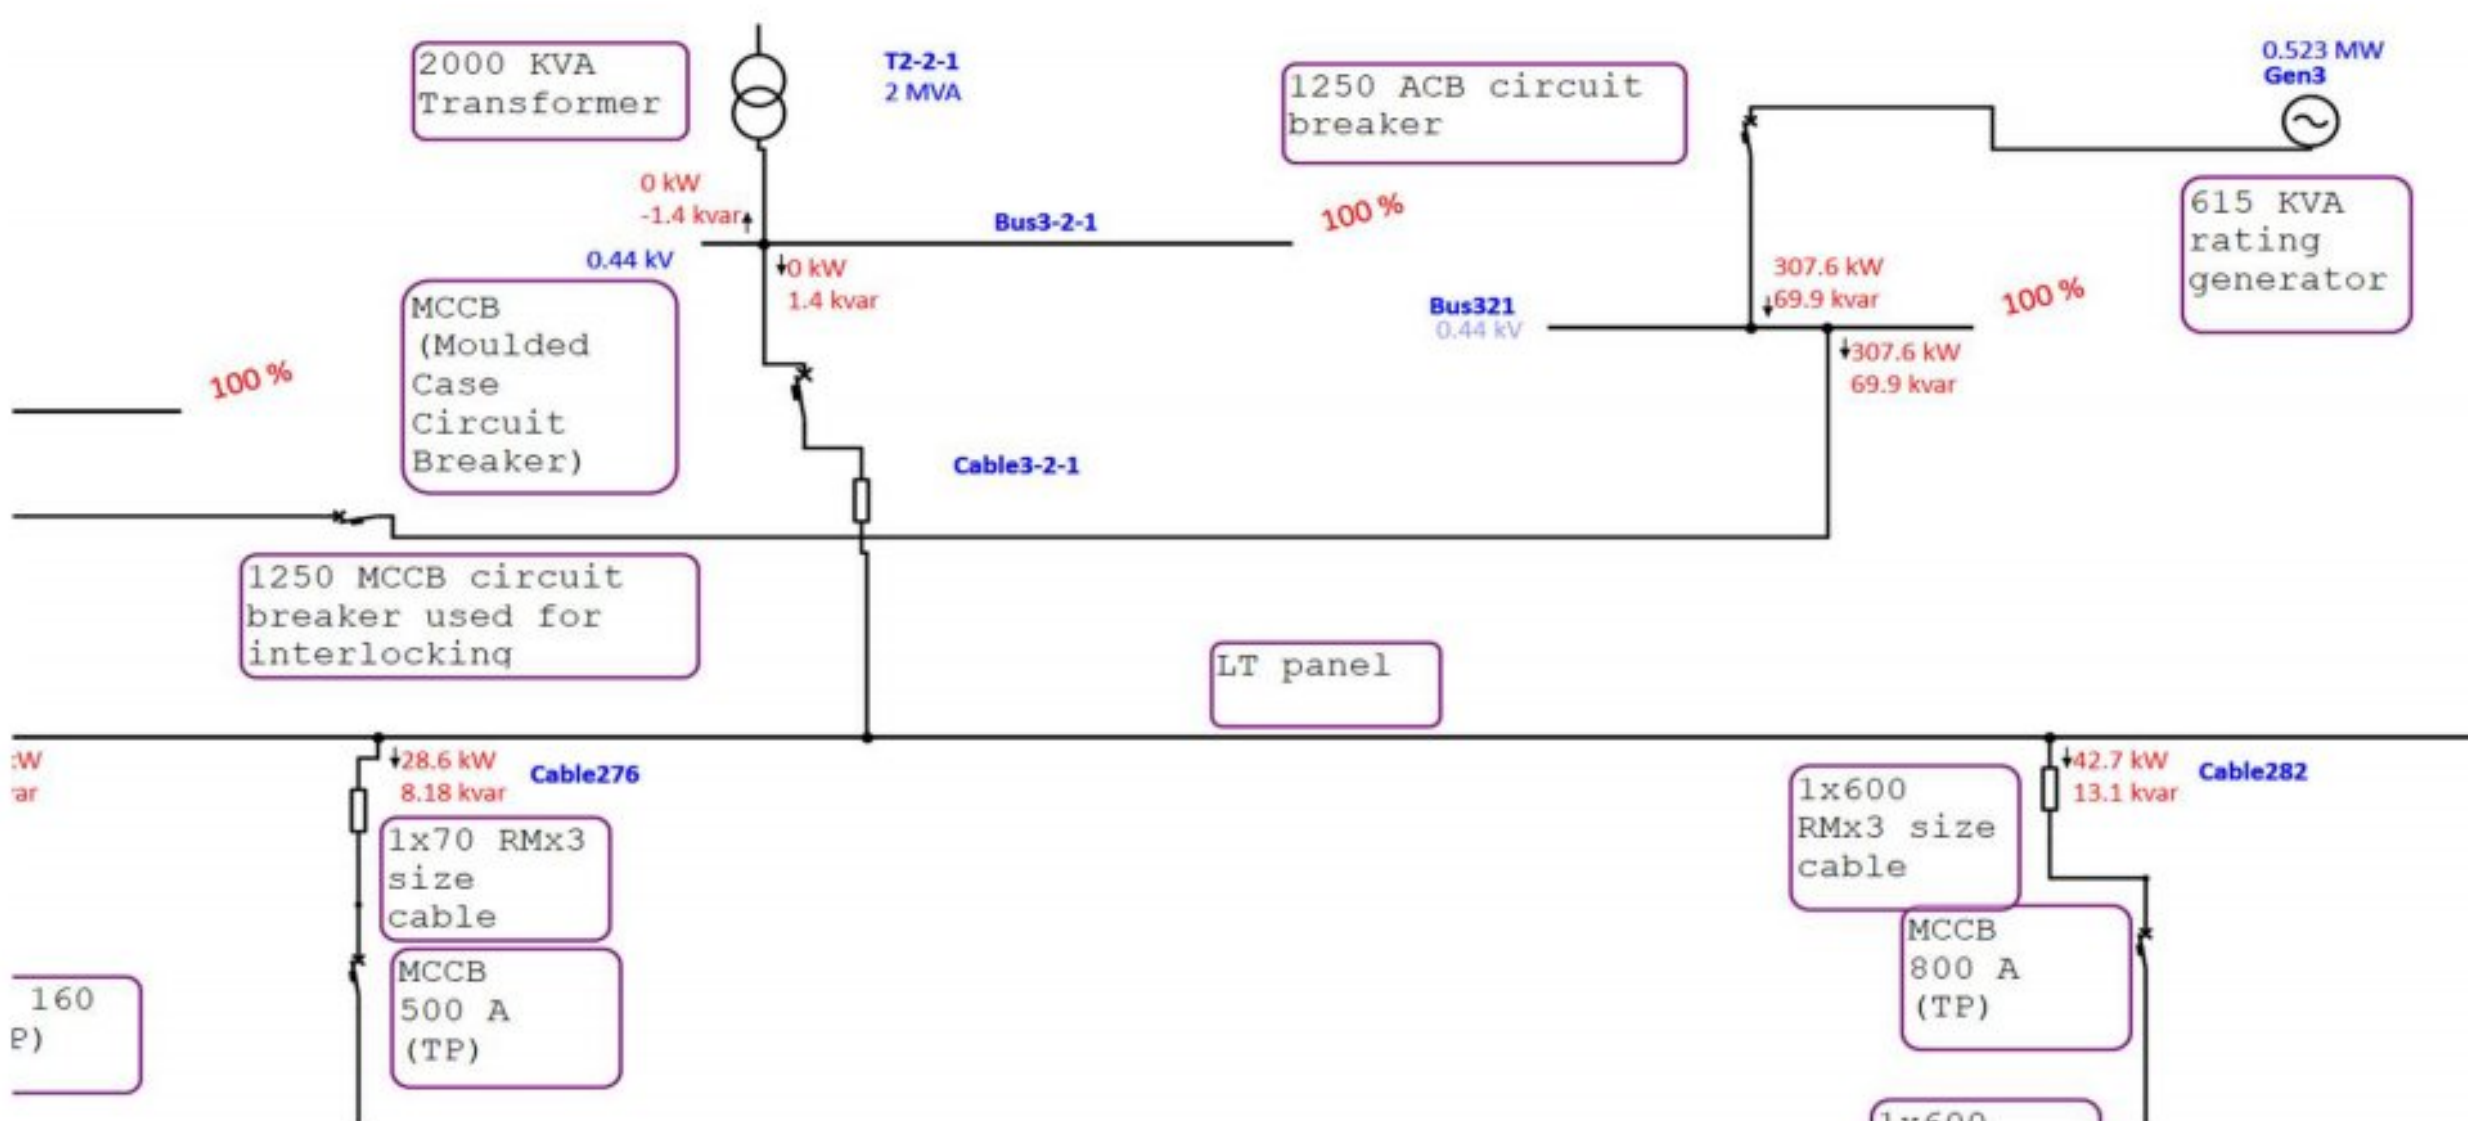 2000 KVA
Transformer
T2-2-1
2 MVA
1250 ACB circuit
breaker
0.523 MW
Gen3
615 KVA
rating
generator
0 kW
-1.4 kvar
Bus3-2-1
100 %
0.44 kV
0 kW
1.4 kvar
307.6 kW
69.9 kvar
100 %
Bus321
0.44 kV
307.6 kW
69.9 kvar
MCCB
(Moulded
Case
Circuit
Breaker)
100 %
Cable3-2-1
1250 MCCB circuit
breaker used for
interlocking
LT panel
28.6 kW
8.18 kvar
Cable276
1x70 RMx3
size
cable
MCCB
500 A
(TP)
160
P)
1x600
RMx3 size
cable
42.7 kW
13.1 kvar
Cable282
MCCB
800 A
(TP)